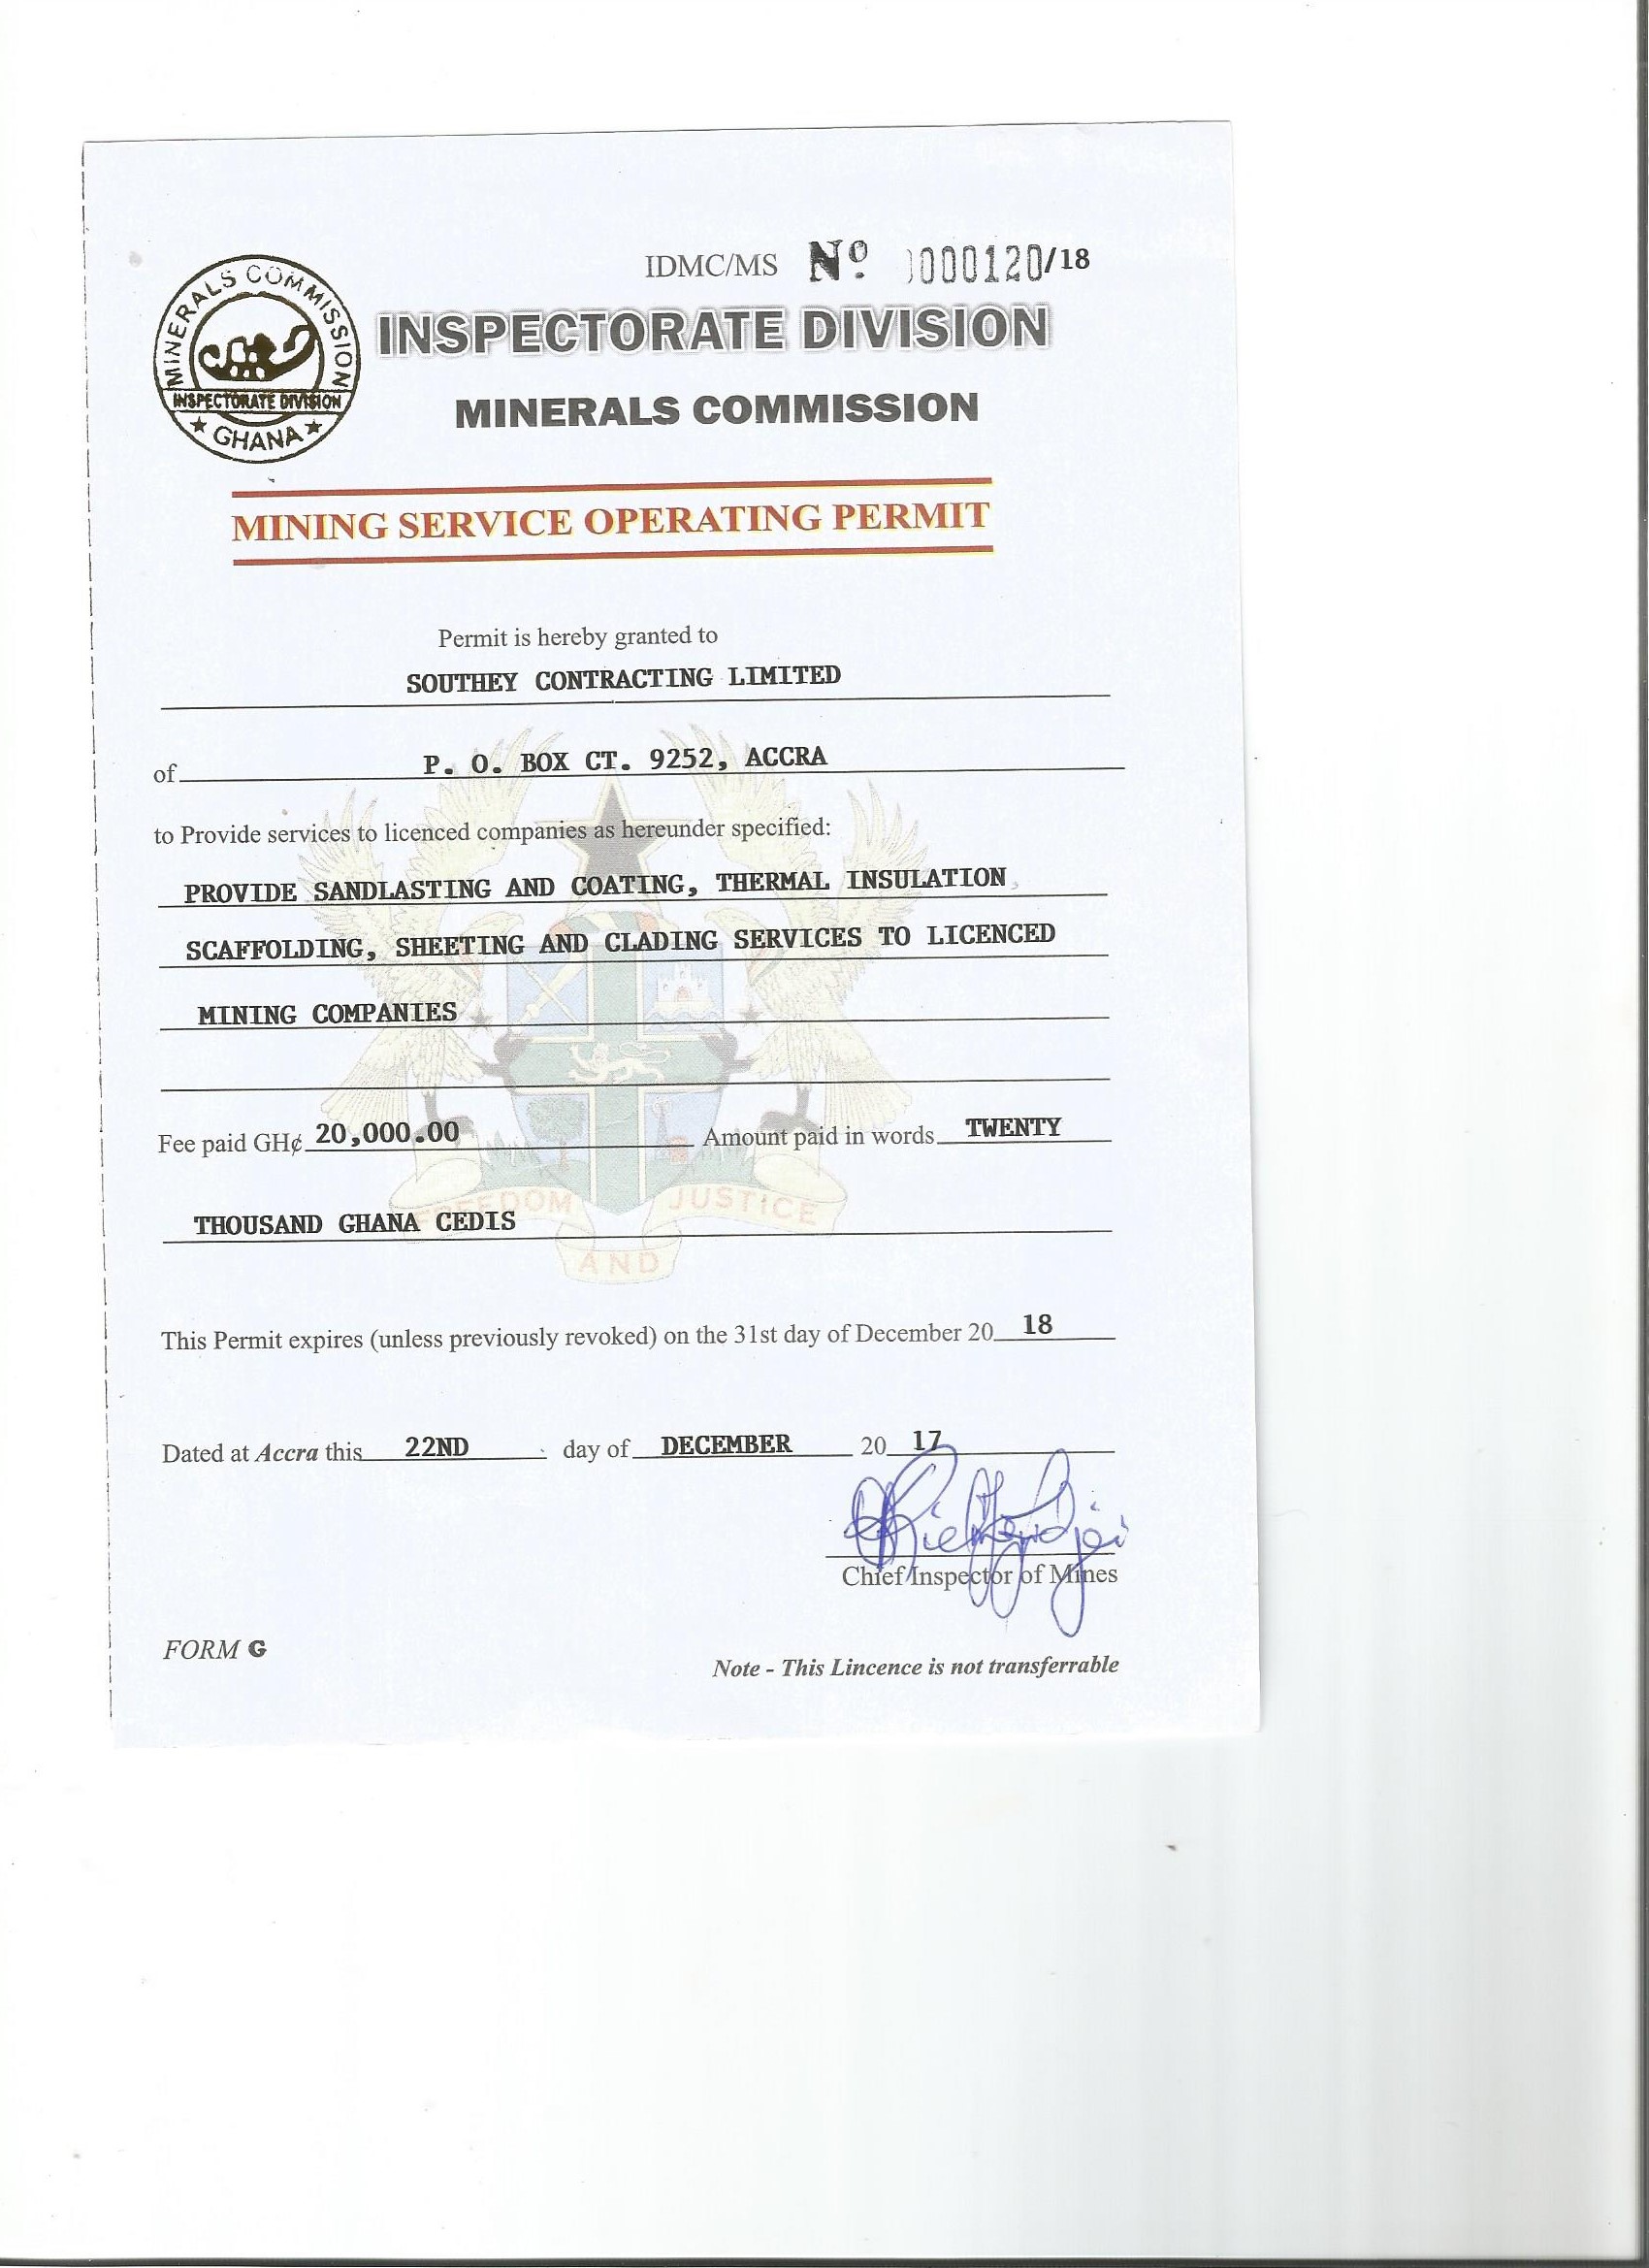 IDMC/MS Nº 0000120/18
MINERALS COMMISSION
INSPECTORATE DIVISION
★ GHANA ★
INSPECTORATE DIVISION
MINERALS COMMISSION
MINING SERVICE OPERATING PERMIT
Permit is hereby granted to
SOUTHEY CONTRACTING LIMITED
of P. O. BOX CT. 9252, ACCRA
to Provide services to licenced companies as hereunder specified:
PROVIDE SANDLASTING AND COATING, THERMAL INSULATION,
SCAFFOLDING, SHEETING AND CLADING SERVICES TO LICENCED
MINING COMPANIES
Fee paid GH¢ 20,000.00 Amount paid in words TWENTY
THOUSAND GHANA CEDIS
FREEDOM JUSTICE
AND
This Permit expires (unless previously revoked) on the 31st day of December 20 18
Dated at Accra this 22ND day of DECEMBER 20 17
Chief Inspector of Mines
FORM G
Note - This Lincence is not transferrable